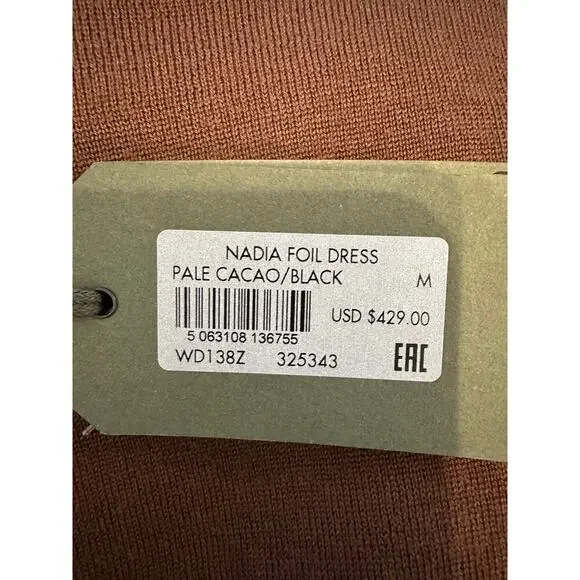 NADIA FOIL DRESS
PALE CACAO/BLACK M
USD $429.00
5 063108 136755
WD138Z 325343 EAC